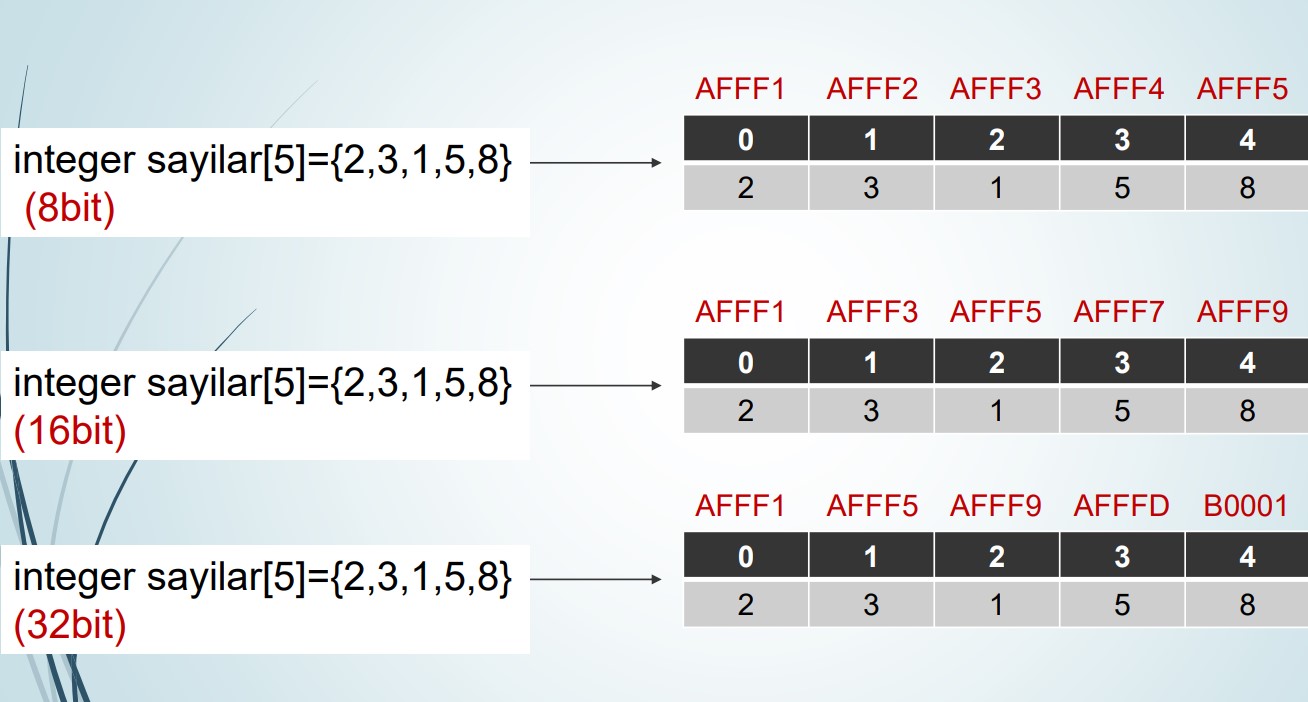 AFFF1 AFFF2 AFFF3 AFFF4 AFFF5
integer sayilar[5]={2,3,1,5,8}
(8bit)
0 1 2 3 4
2 3 1 5 8
AFFF1 AFFF3 AFFF5 AFFF7 AFFF9
integer sayilar[5]={2,3,1,5,8}
(16bit)
0 1 2 3 4
2 3 1 5 8
AFFF1 AFFF5 AFFF9 AFFFD B0001
integer sayilar[5]={2,3,1,5,8}
(32bit)
0 1 2 3 4
2 3 1 5 8